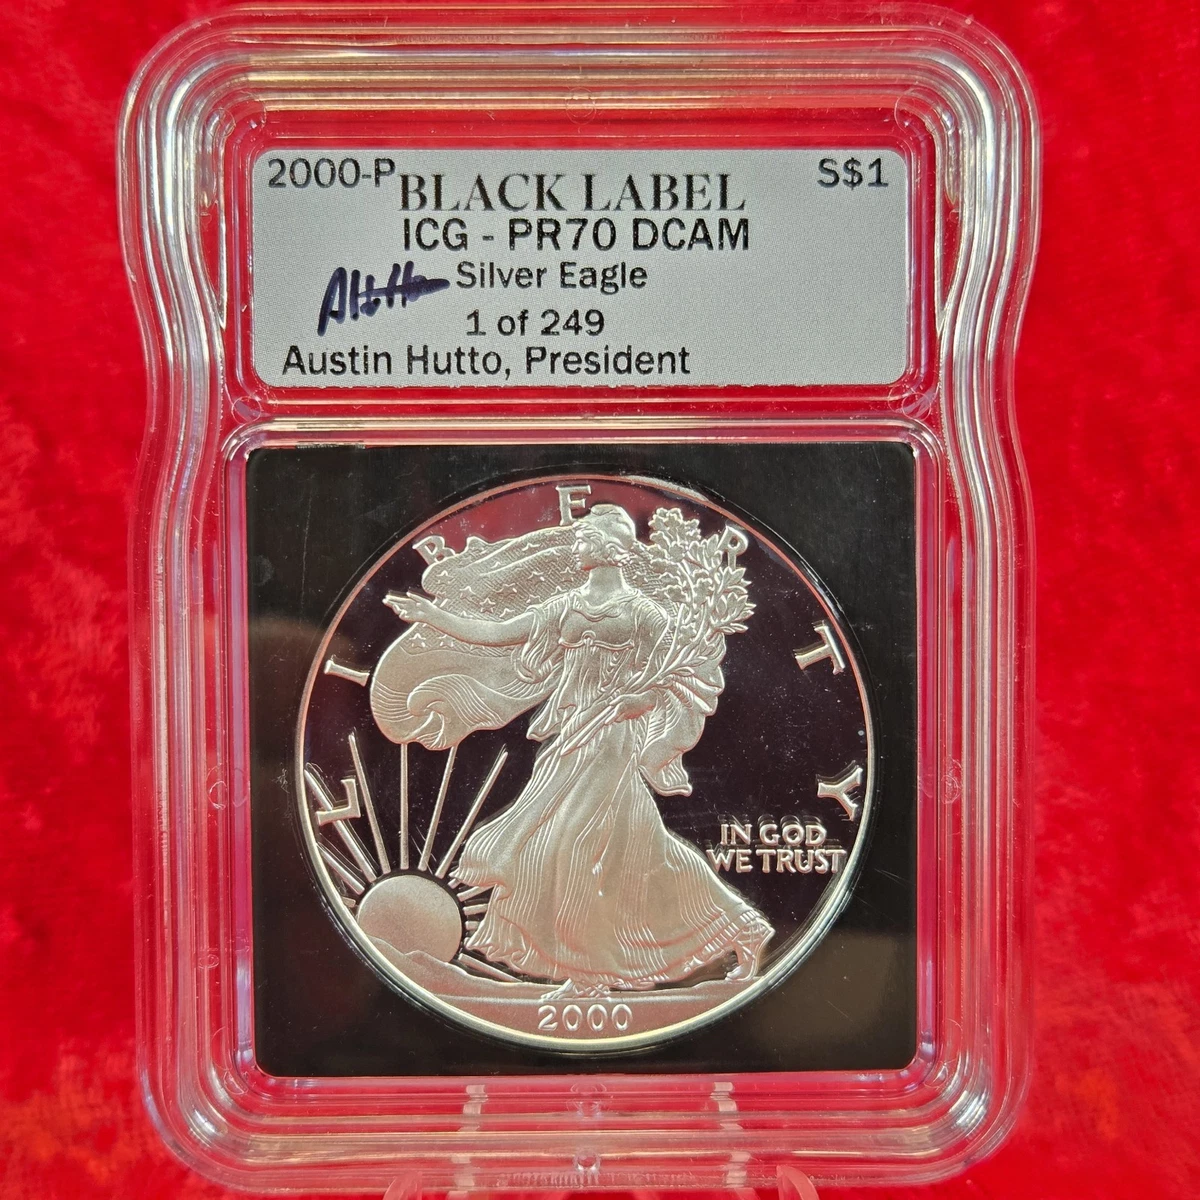 2000-P BLACK LABEL S$1
ICG - PR70 DCAM
Silver Eagle
1 of 249
Austin Hutto, President
LIBERTY
IN GOD
WE TRUST
2000